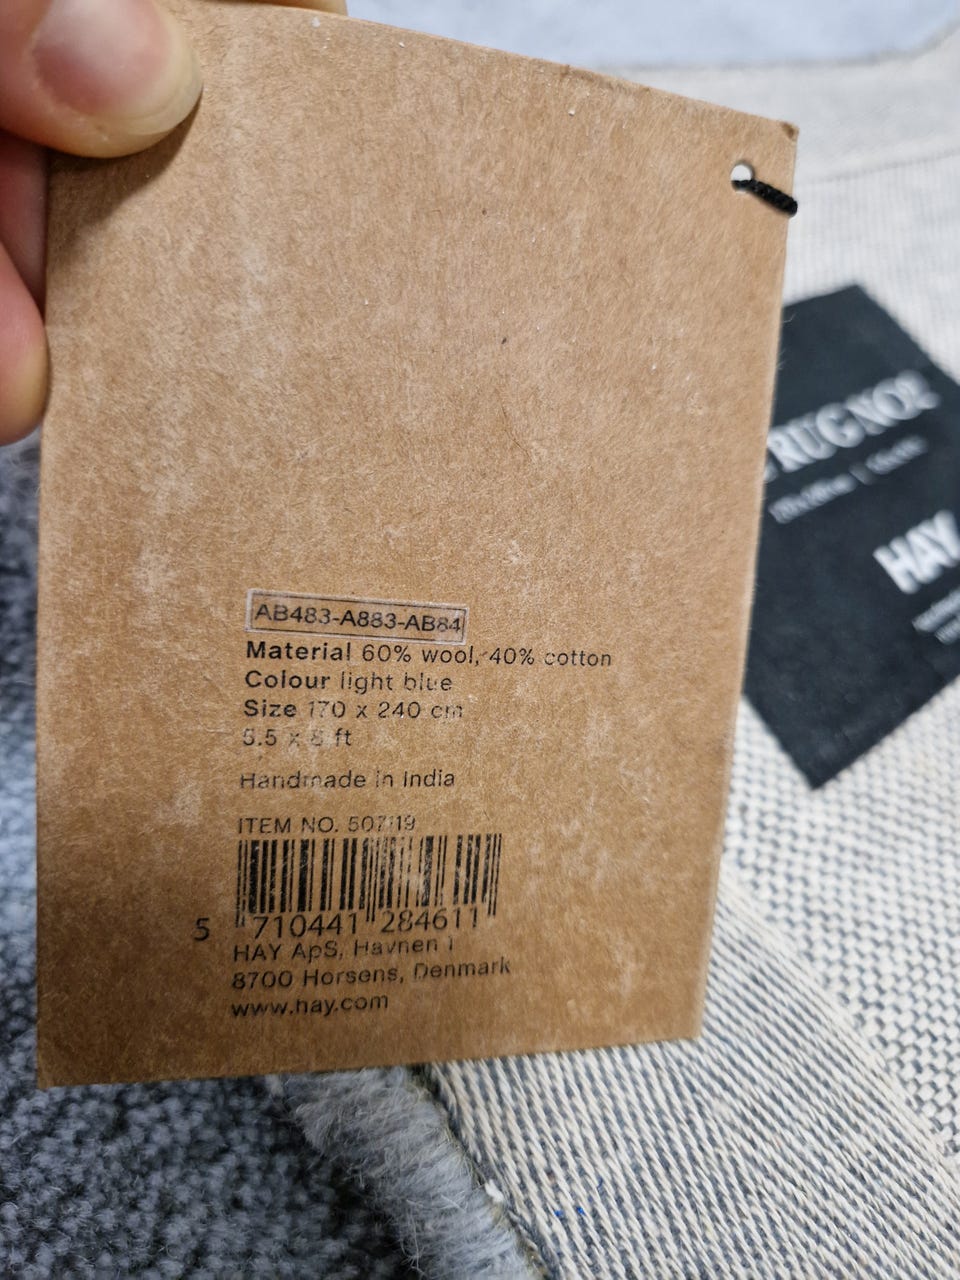 AB483-A883-AB84
Material 60% wool, 40% cotton
Colour light blue
Size 170 x 240 cm
5.5 x 8 ft
Handmade in India
ITEM NO. 507119
5 710441 284611
HAY ApS, Havnen 1
8700 Horsens, Denmark
www.hay.com
RUG NO2
HAY